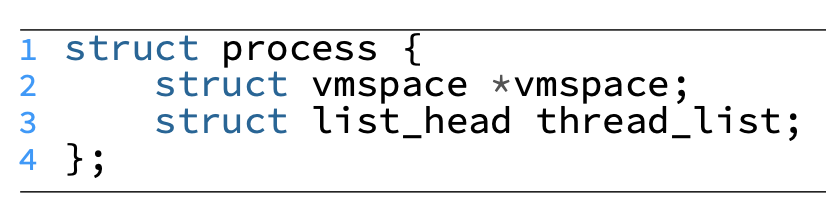 1 struct process {
2     struct vmspace *vmspace;
3     struct list_head thread_list;
4 };